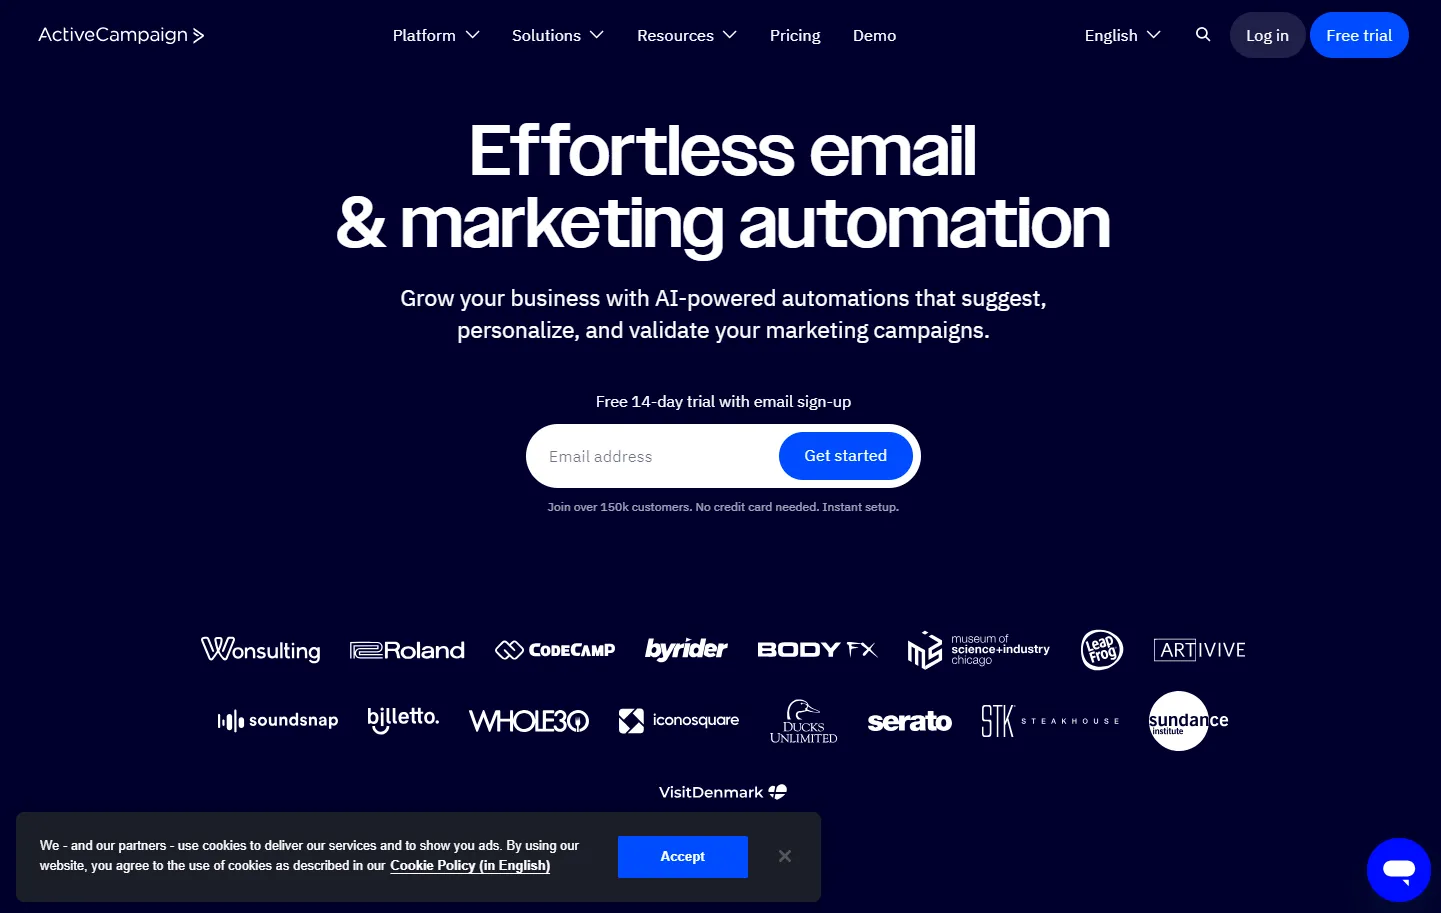 ActiveCampaign
Platform
Solutions
Resources
Pricing
Demo
English
Log in
Free trial
Effortless email
& marketing automation
Grow your business with AI-powered automations that suggest,
personalize, and validate your marketing campaigns.
Free 14-day trial with email sign-up
Email address
Get started
Join over 150k customers. No credit card needed. Instant setup.
Wonsulting
Roland
CODECAMP
byrider
BODY FX
museum of
science+industry
chicago
Leap
Frog
ARTIVIVE
soundsnap
billetto.
WHOLE30
iconosquare
DUCKS
UNLIMITED
serato
STK STEAKHOUSE
sundance
institute
VisitDenmark
We - and our partners - use cookies to deliver our services and to show you ads. By using our
website, you agree to the use of cookies as described in our Cookie Policy (in English)
Accept